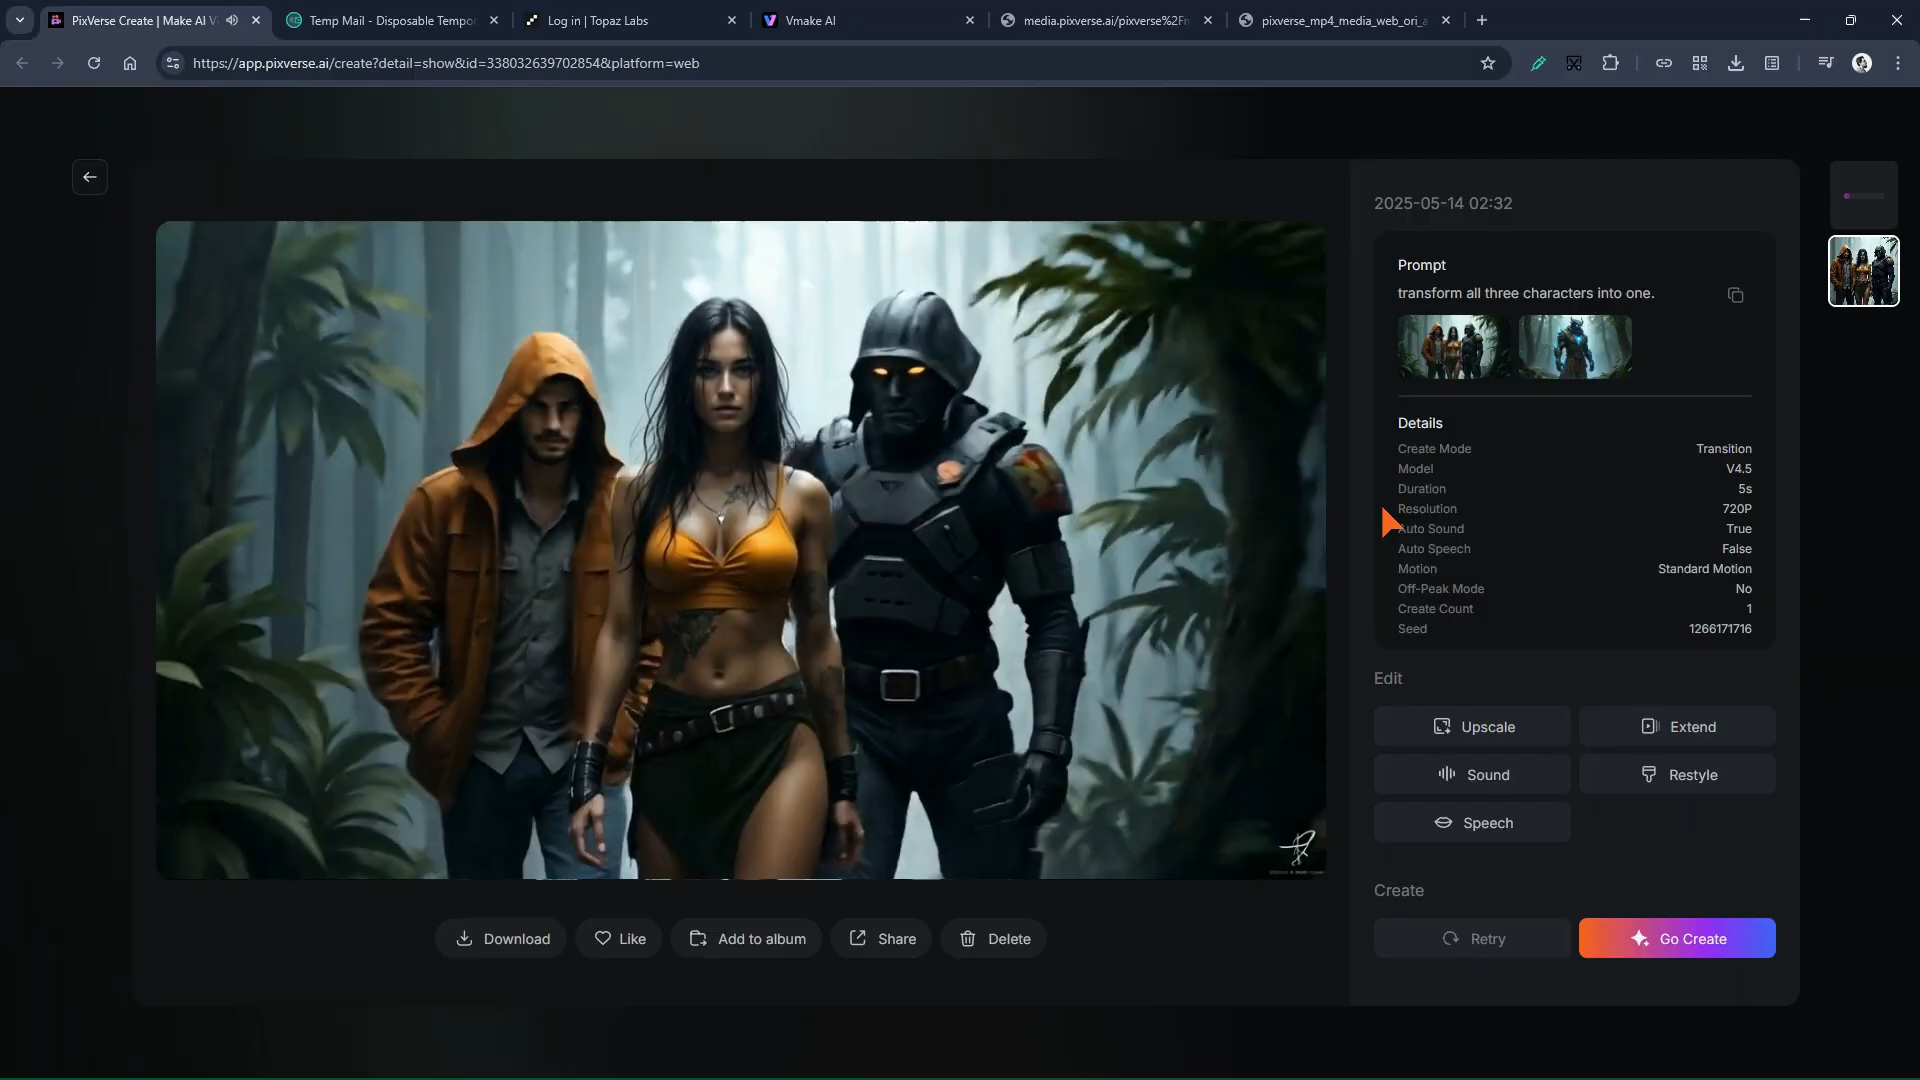 PixVerse Create | Make AI V
Temp Mail - Disposable Tempor
Log in | Topaz Labs
Vmake AI
media.pixverse.ai/pixverse%2Fr
pixverse_mp4_media_web_ori_
https://app.pixverse.ai/create?detail=show&id=338032639702854&platform=web
2025-05-14 02:32
Prompt
transform all three characters into one.
Details
Create Mode Transition
Model V4.5
Duration 5s
Resolution 720P
Auto Sound True
Auto Speech False
Motion Standard Motion
Off-Peak Mode No
Create Count 1
Seed 1266171716
Edit
Upscale Extend
Sound Restyle
Speech
Create
Retry Go Create
Download Like Add to album Share Delete